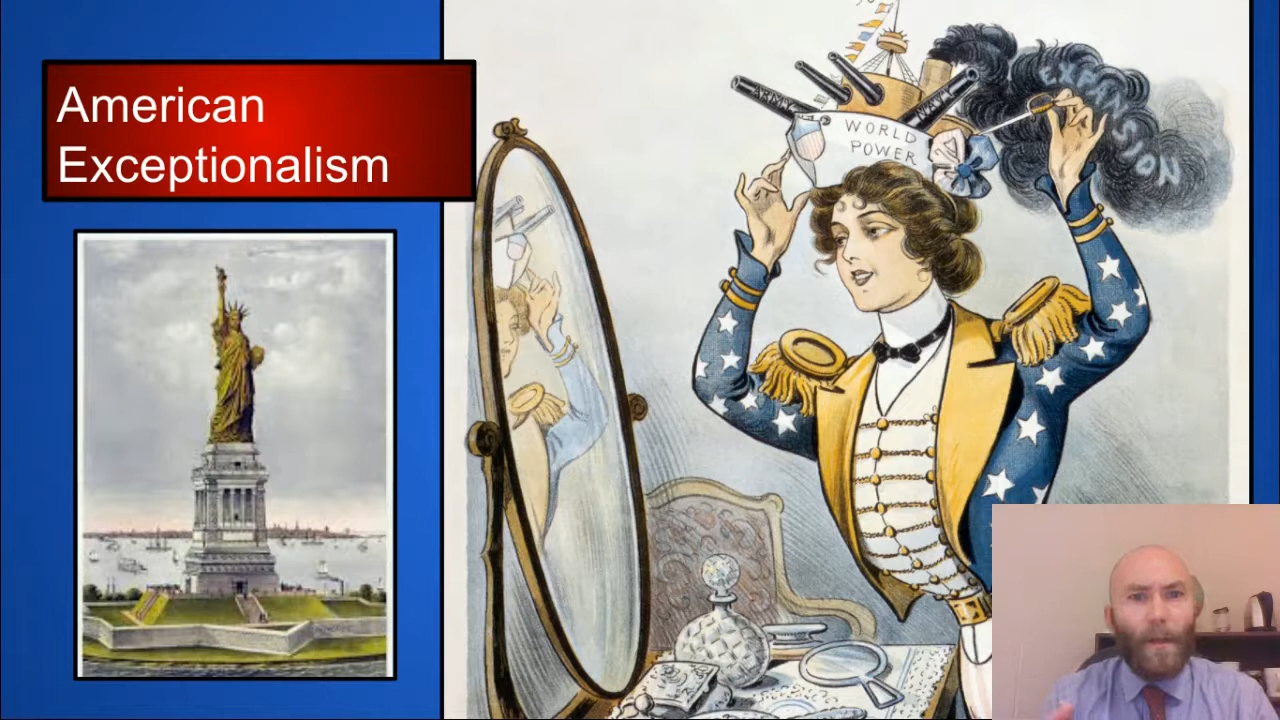 American
Exceptionalism
ARMY
WORLD
POWER
NAVY
EXPANSION